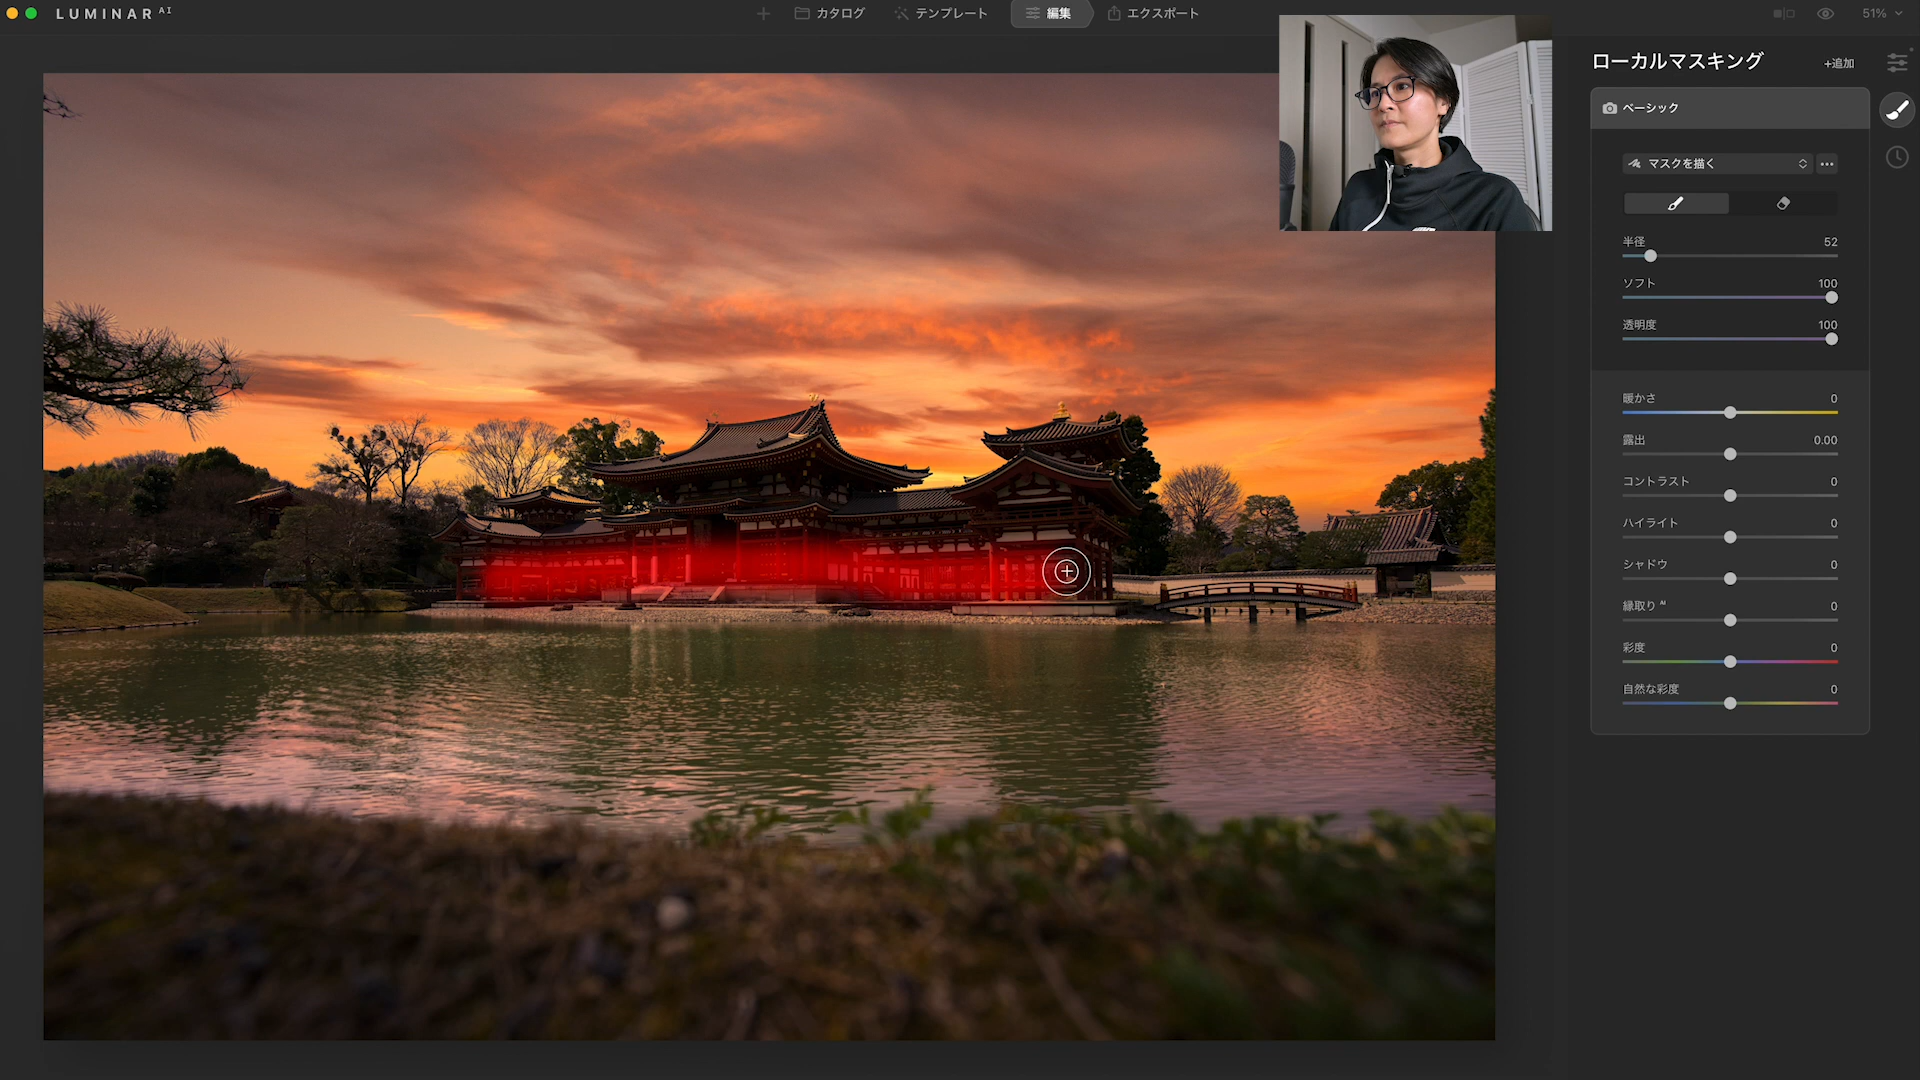 LUMINAR AI
カタログ
テンプレート
編集
エクスポート
51%
ローカルマスキング
+追加
ベーシック
マスクを描く
半径 52
ソフト 100
透明度 100
暖かさ 0
露出 0.00
コントラスト 0
ハイライト 0
シャドウ 0
縁取り AI 0
彩度 0
自然な彩度 0